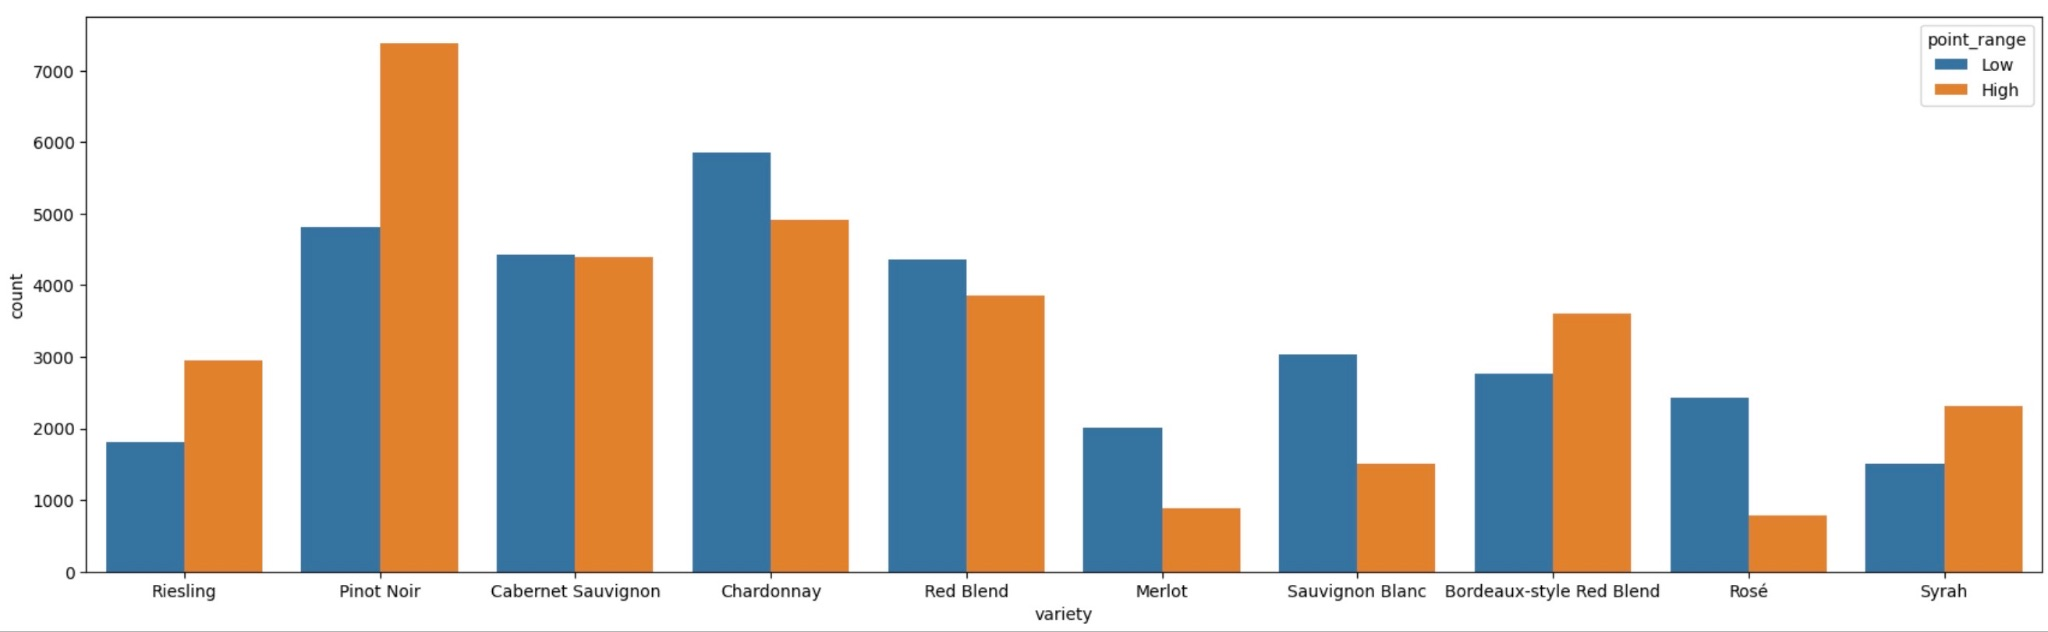 point_range
Low
High
7000
6000
5000
4000
3000
2000
1000
0
count
Riesling Pinot Noir Cabernet Sauvignon Chardonnay Red Blend Merlot Sauvignon Blanc Bordeaux-style Red Blend Rosé Syrah
variety